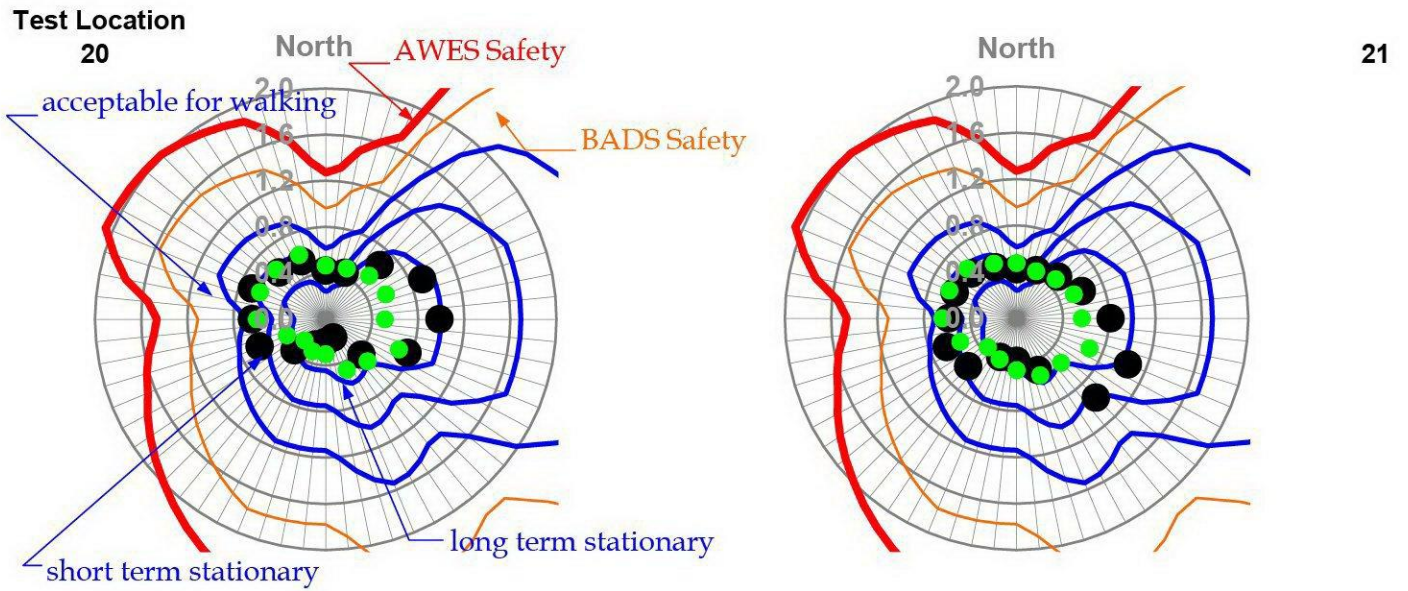 Test Location
20
North
AWES Safety
North
21
2.0
acceptable for walking
2.0
1.6
BADS Safety
1.6
1.2
1.2
0.8
0.8
0.4
0.4
0.0
0.0
long term stationary
short term stationary